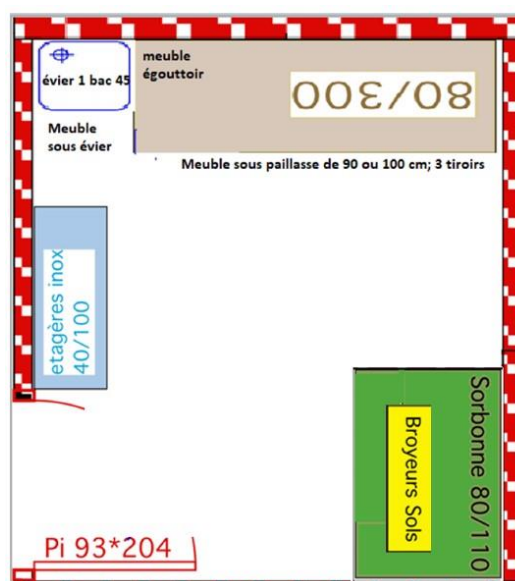 meuble
égouttoir
évier 1 bac 45
80/300
Meuble
sous évier
Meuble sous paillasse de 90 ou 100 cm; 3 tiroirs
etagères inox
40/100
Sorbonne 80/110
Broyeurs Sols
Pi 93*204